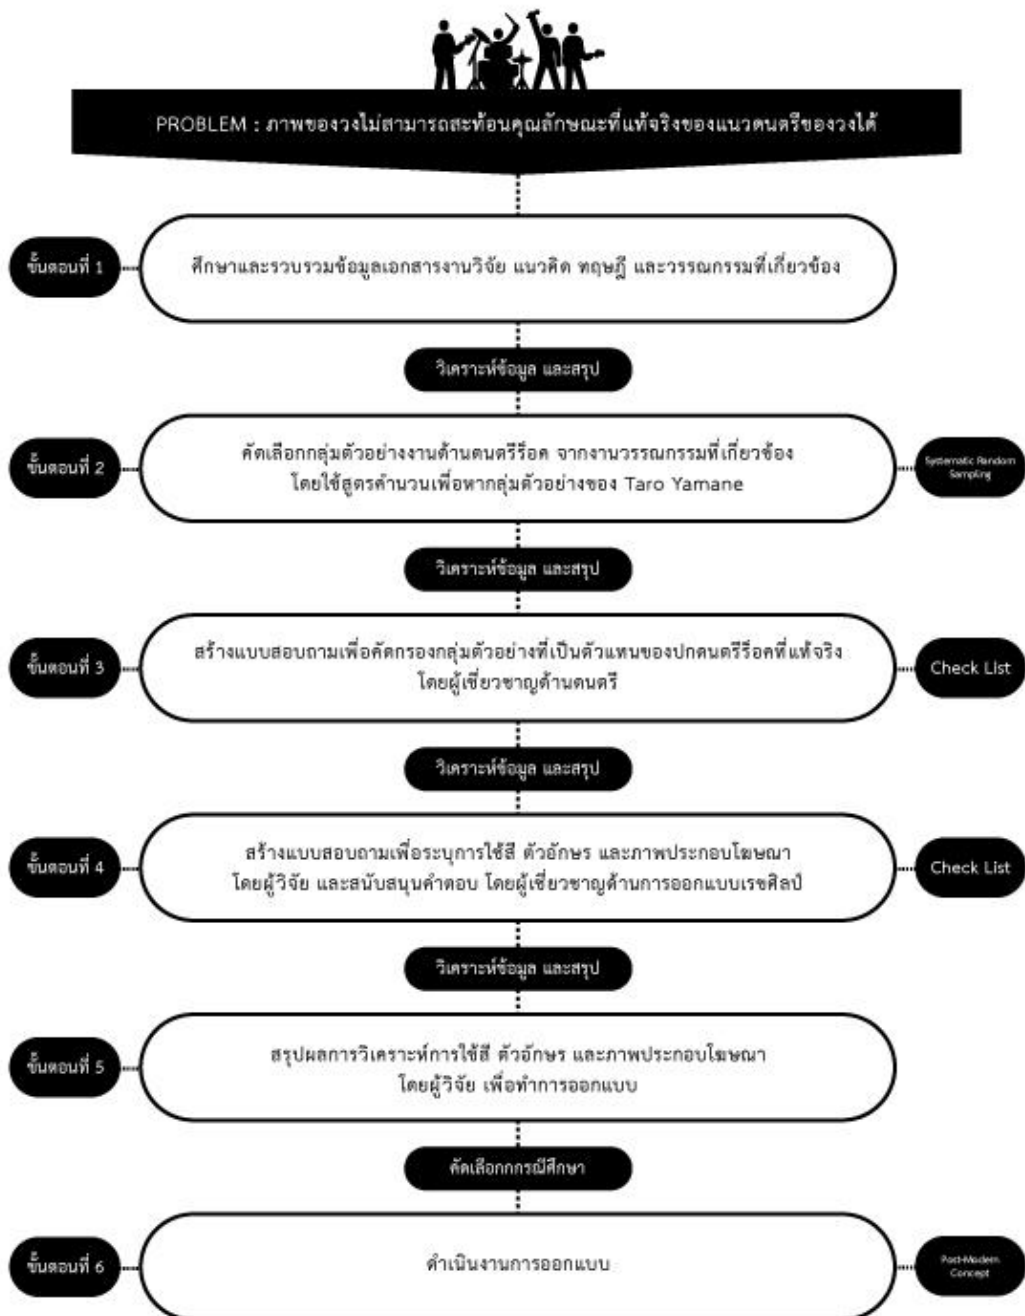 PROBLEM : ภาพของวงไม่สามารถสะท้อนคุณลักษณะที่แท้จริงของแนวดนตรีของวงได้
ขั้นตอนที่ 1
ศึกษาและรวบรวมข้อมูลเอกสารงานวิจัย แนวคิด ทฤษฎี และวรรณกรรมที่เกี่ยวข้อง
วิเคราะห์ข้อมูล และสรุป
ขั้นตอนที่ 2
คัดเลือกกลุ่มตัวอย่างงานด้านดนตรีร็อค จากงานวรรณกรรมที่เกี่ยวข้อง
โดยใช้สูตรคำนวนเพื่อหากลุ่มตัวอย่างของ Taro Yamane
Systematic Random
Sampling
วิเคราะห์ข้อมูล และสรุป
ขั้นตอนที่ 3
สร้างแบบสอบถามเพื่อคัดกรองกลุ่มตัวอย่างที่เป็นตัวแทนของปกดนตรีร็อคที่แท้จริง
โดยผู้เชี่ยวชาญด้านดนตรี
Check List
วิเคราะห์ข้อมูล และสรุป
ขั้นตอนที่ 4
สร้างแบบสอบถามเพื่อระบุการใช้สี ตัวอักษร และภาพประกอบโฆษณา
โดยผู้วิจัย และสนับสนุนคำตอบ โดยผู้เชี่ยวชาญด้านการออกแบบเรขศิลป์
Check List
วิเคราะห์ข้อมูล และสรุป
ขั้นตอนที่ 5
สรุปผลการวิเคราะห์การใช้สี ตัวอักษร และภาพประกอบโฆษณา
โดยผู้วิจัย เพื่อทำการออกแบบ
คัดเลือกกกรณีศึกษา
ขั้นตอนที่ 6
ดำเนินงานการออกแบบ
Post-Modern
Concept